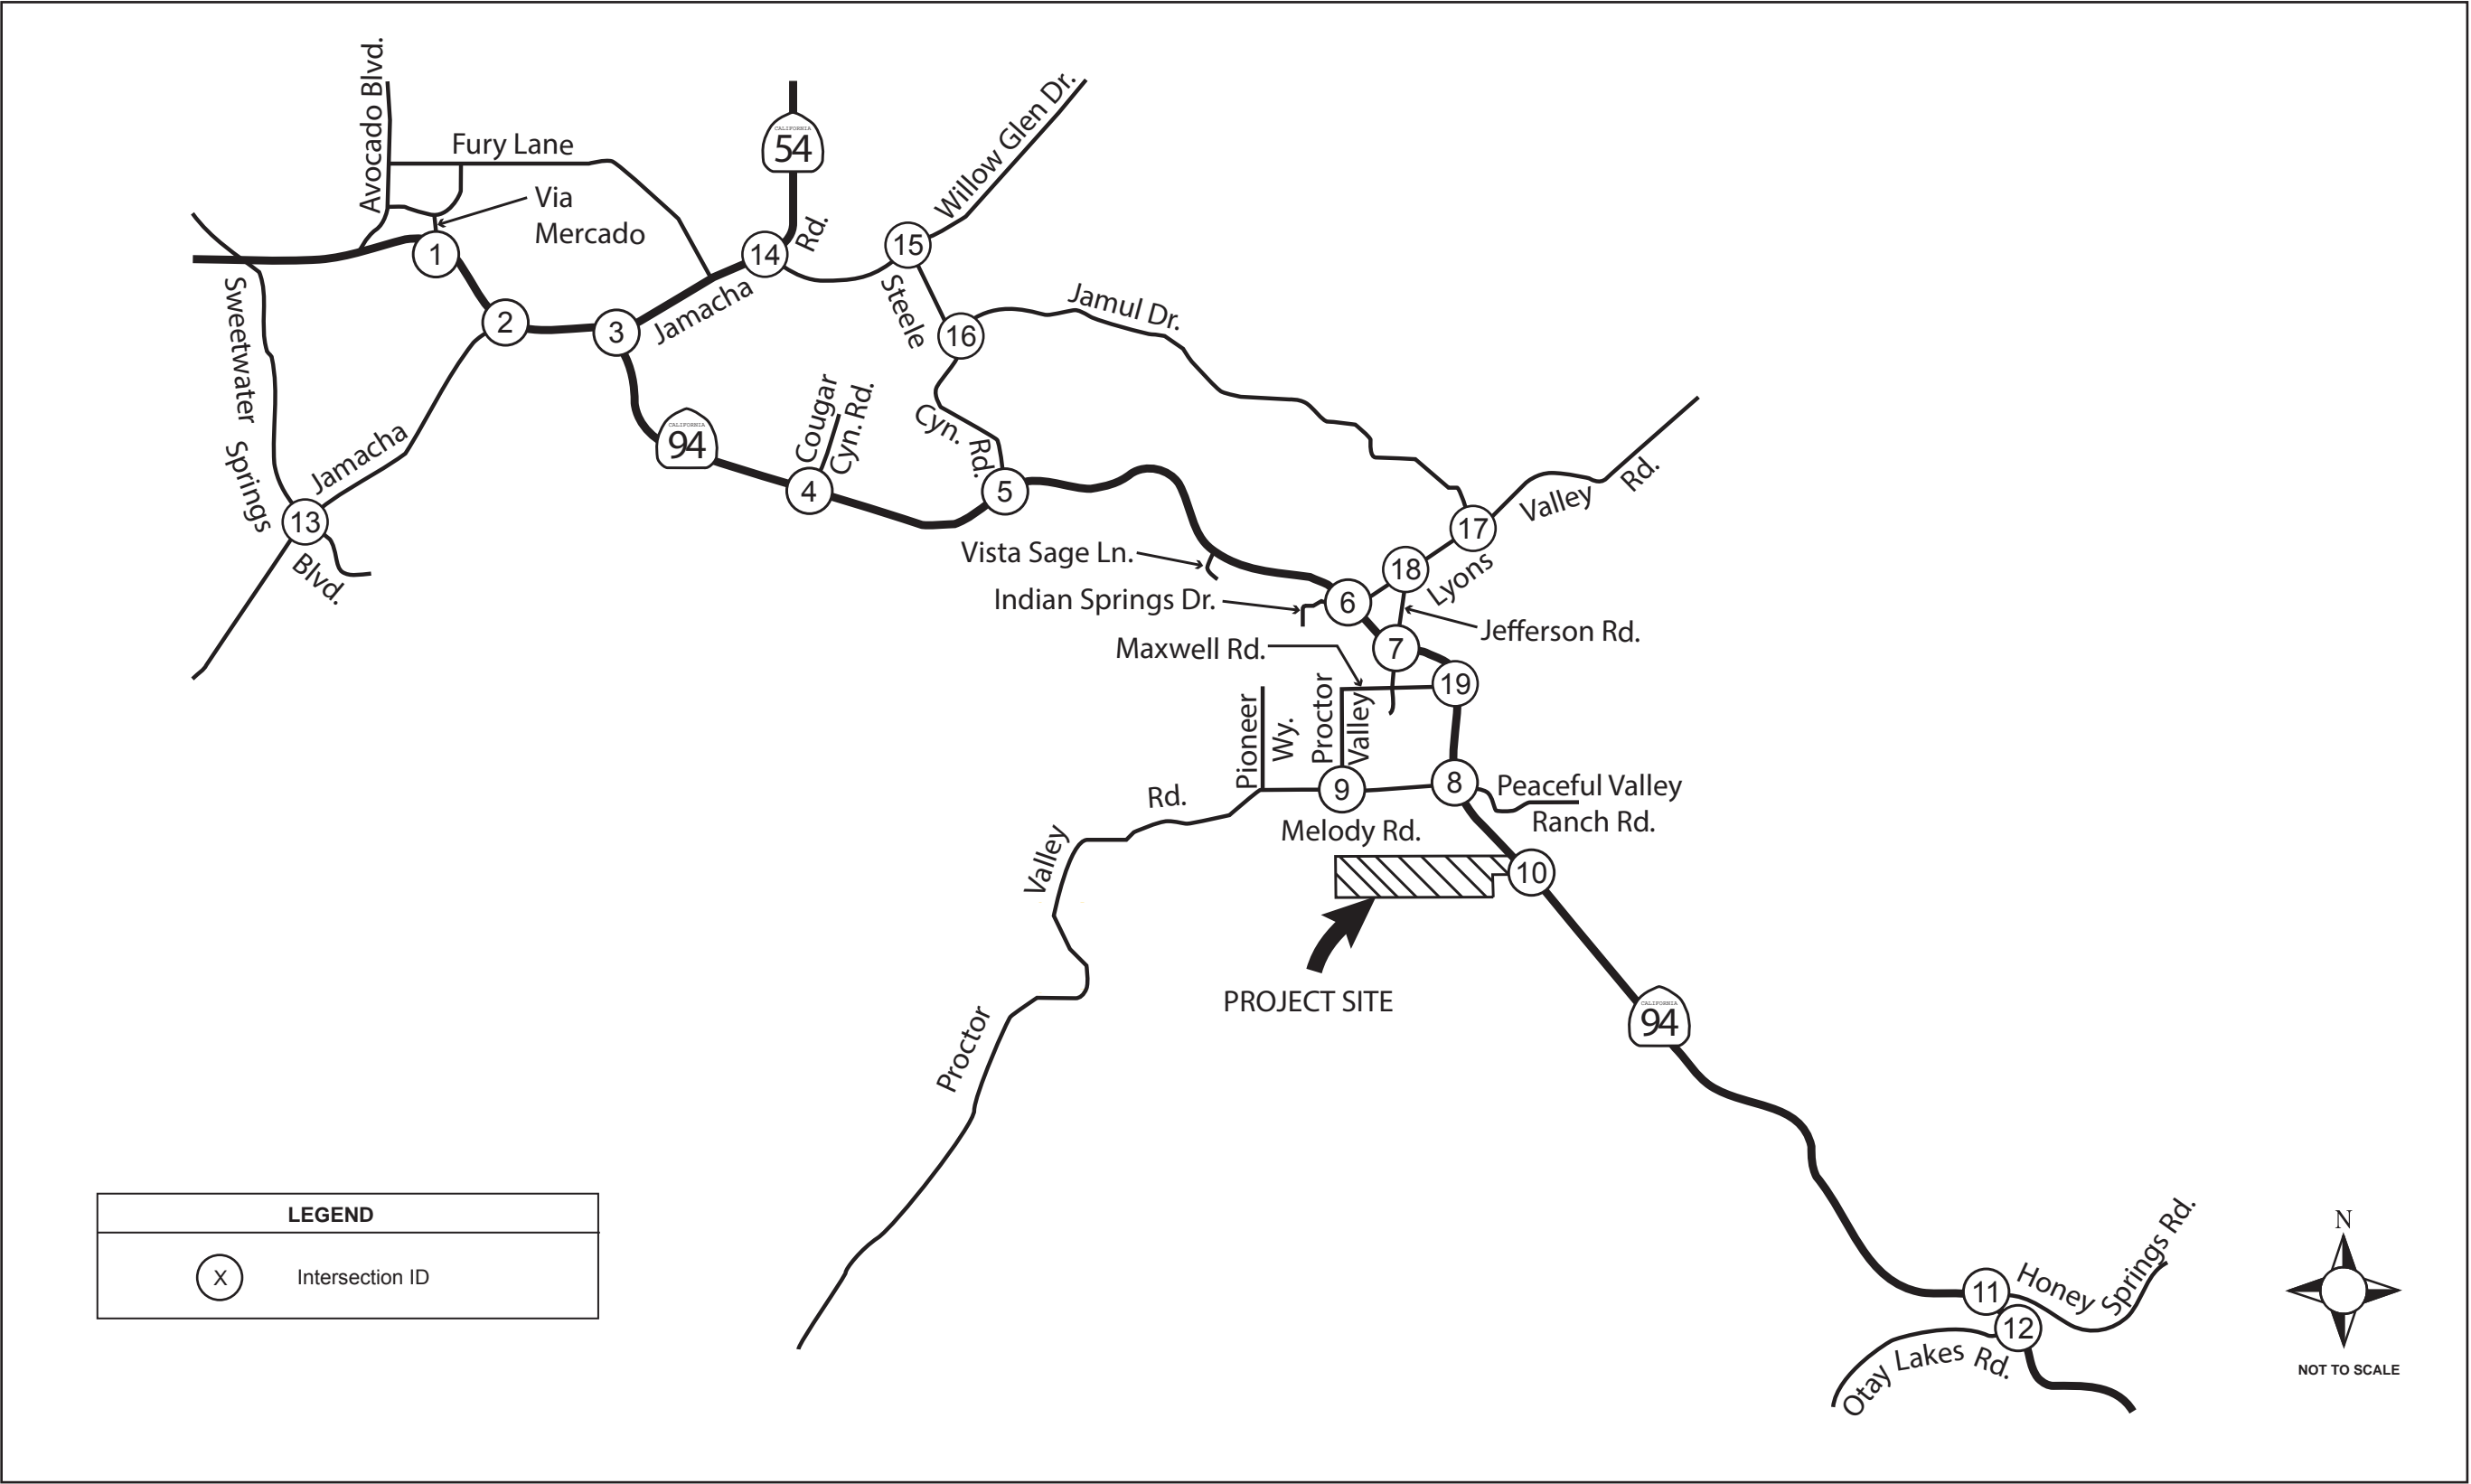 Avocado Blvd.
Fury Lane
Via
Mercado
CALIFORNIA
54
Rd.
Willow Glen Dr.
1
14
15
2
3
Jamacha
Steele
16
Jamul Dr.
Sweetwater Springs
Blvd.
Jamacha
13
CALIFORNIA
94
Cougar
Cyn. Rd.
4
Cyn. Rd.
5
Valley Rd.
17
18
Lyons
Vista Sage Ln.
Indian Springs Dr.
6
Jefferson Rd.
7
Maxwell Rd.
19
Pioneer
Wy.
Proctor
Valley
9
8
Peaceful Valley
Ranch Rd.
Melody Rd.
Rd.
Valley
Proctor
10
PROJECT SITE
CALIFORNIA
94
11
Honey Springs Rd.
12
Otay Lakes Rd.
LEGEND
X
Intersection ID
N
NOT TO SCALE